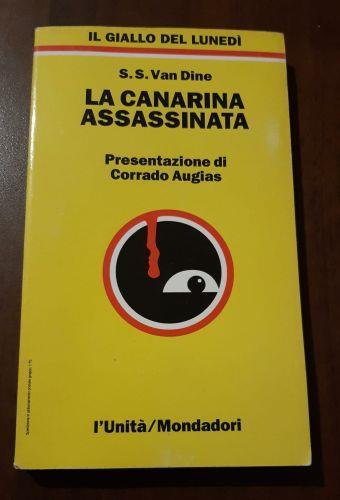 IL GIALLO DEL LUNEDÌ
S.S. Van Dine
LA CANARINA
ASSASSINATA
Presentazione di
Corrado Augias
l'Unità/Mondadori